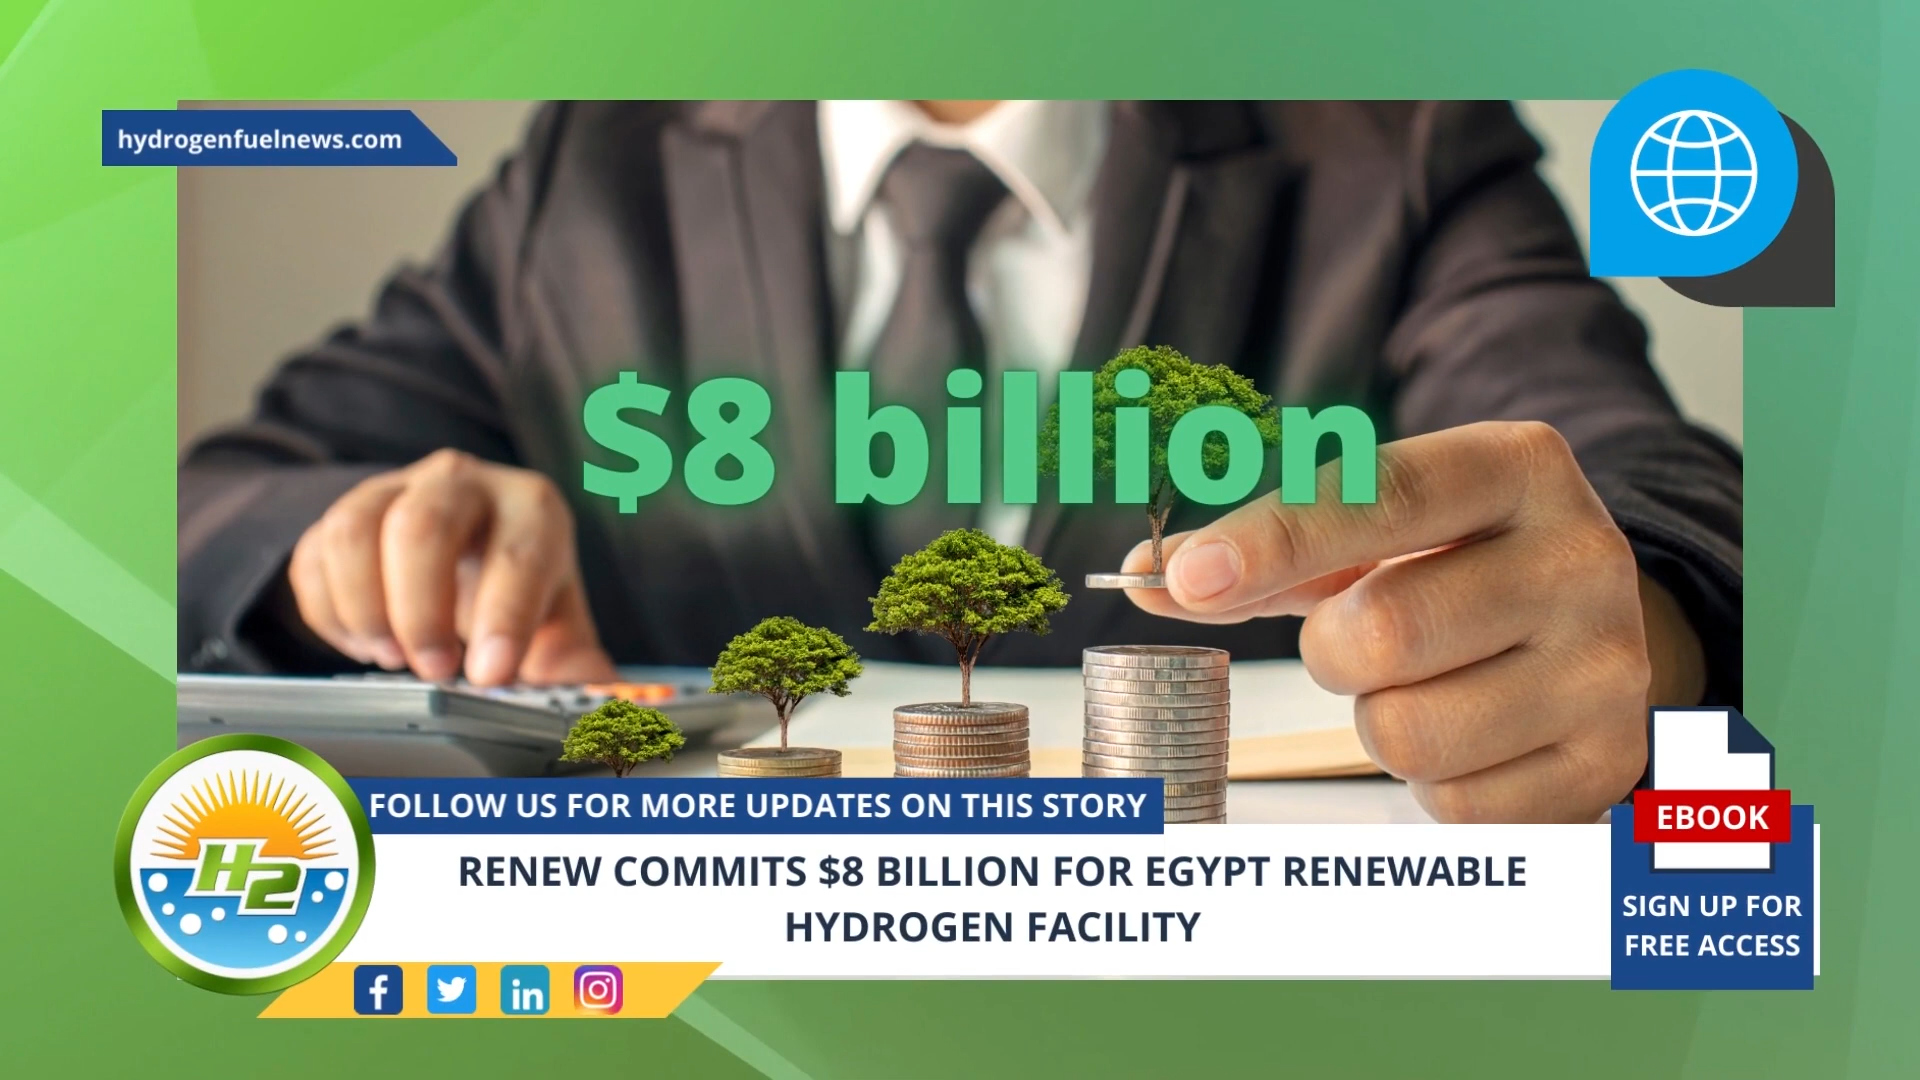 hydrogenfuelnews.com
$8 billion
EBOOK
FOLLOW US FOR MORE UPDATES ON THIS STORY
RENEW COMMITS $8 BILLION FOR EGYPT RENEWABLE
HYDROGEN FACILITY
H2
SIGN UP FOR
FREE ACCESS
f
in